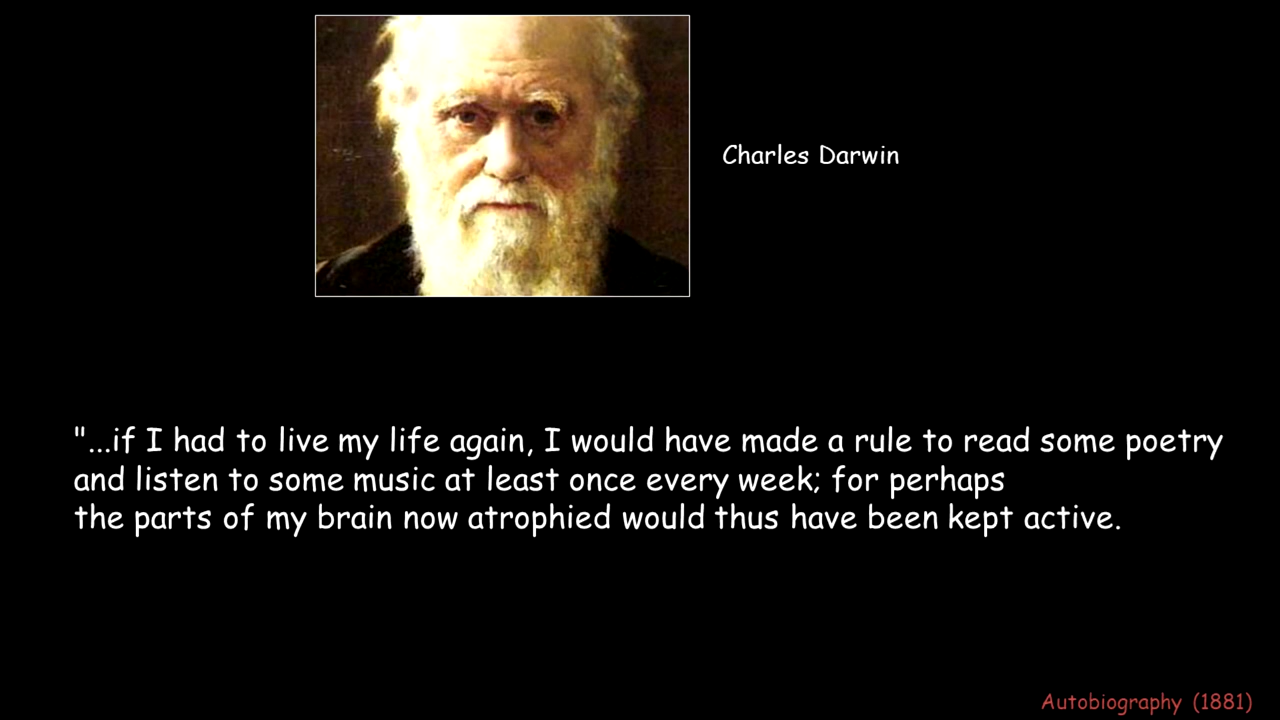 Charles Darwin
"...if I had to live my life again, I would have made a rule to read some poetry
and listen to some music at least once every week; for perhaps
the parts of my brain now atrophied would thus have been kept active.
Autobiography (1881)